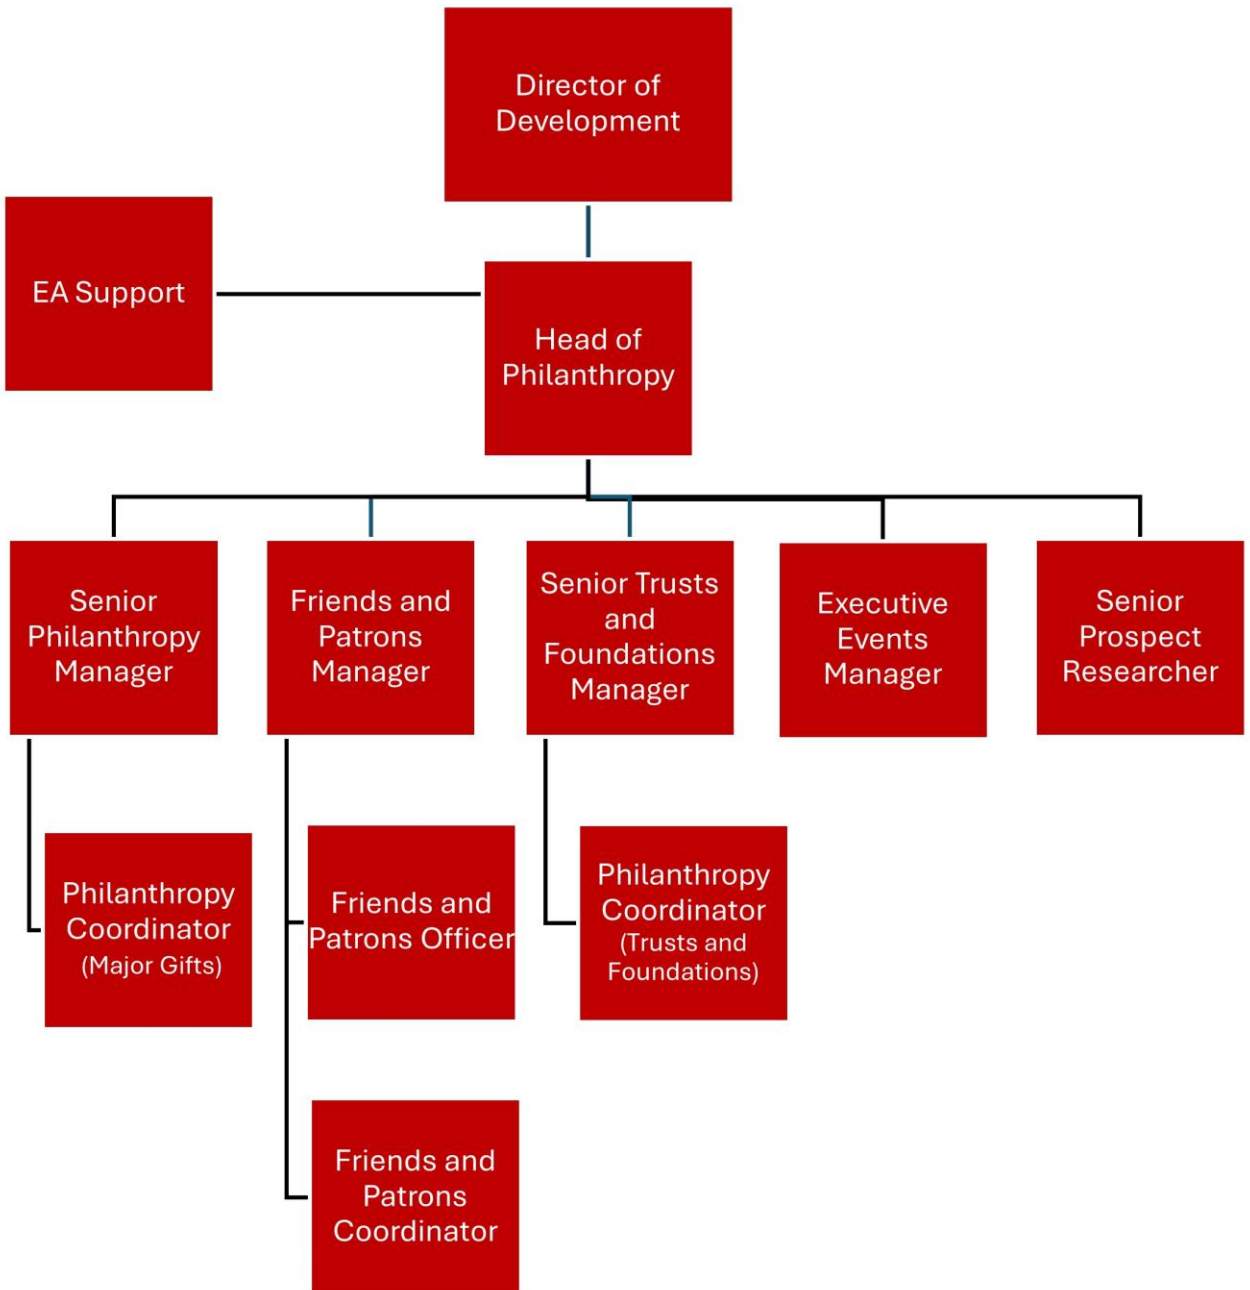 Director of
Development
EA Support
Head of
Philanthropy
Senior
Philanthropy
Manager
Friends and
Patrons
Manager
Senior Trusts
and
Foundations
Manager
Executive
Events
Manager
Senior
Prospect
Researcher
Philanthropy
Coordinator
(Major Gifts)
Friends and
Patrons Officer
Philanthropy
Coordinator
(Trusts and
Foundations)
Friends and
Patrons
Coordinator